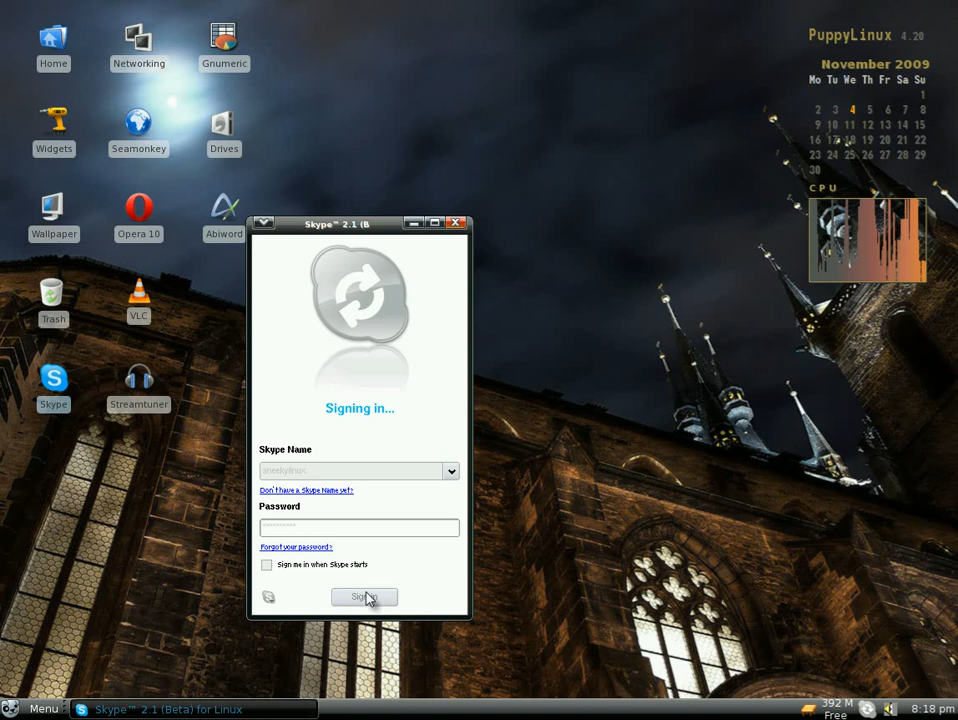 Home
Networking
Gnumeric
Widgets
Seamonkey
Drives
Wallpaper
Opera 10
Abiword
Trash
VLC
Skype
Streamtuner
PuppyLinux 4.20
November 2009
Mo Tu We Th Fr Sa Su
1
2 3 4 5 6 7 8
9 10 11 12 13 14 15
16 17 18 19 20 21 22
23 24 25 26 27 28 29
30
CPU
Skype™ 2.1 (B
Signing in...
Skype Name
sneekylinux
Don't have a Skype Name yet?
Password
**********
Forgot your password?
Sign me in when Skype starts
Sign in
Menu
Skype™ 2.1 (Beta) for Linux
392 M
Free
8:18 pm